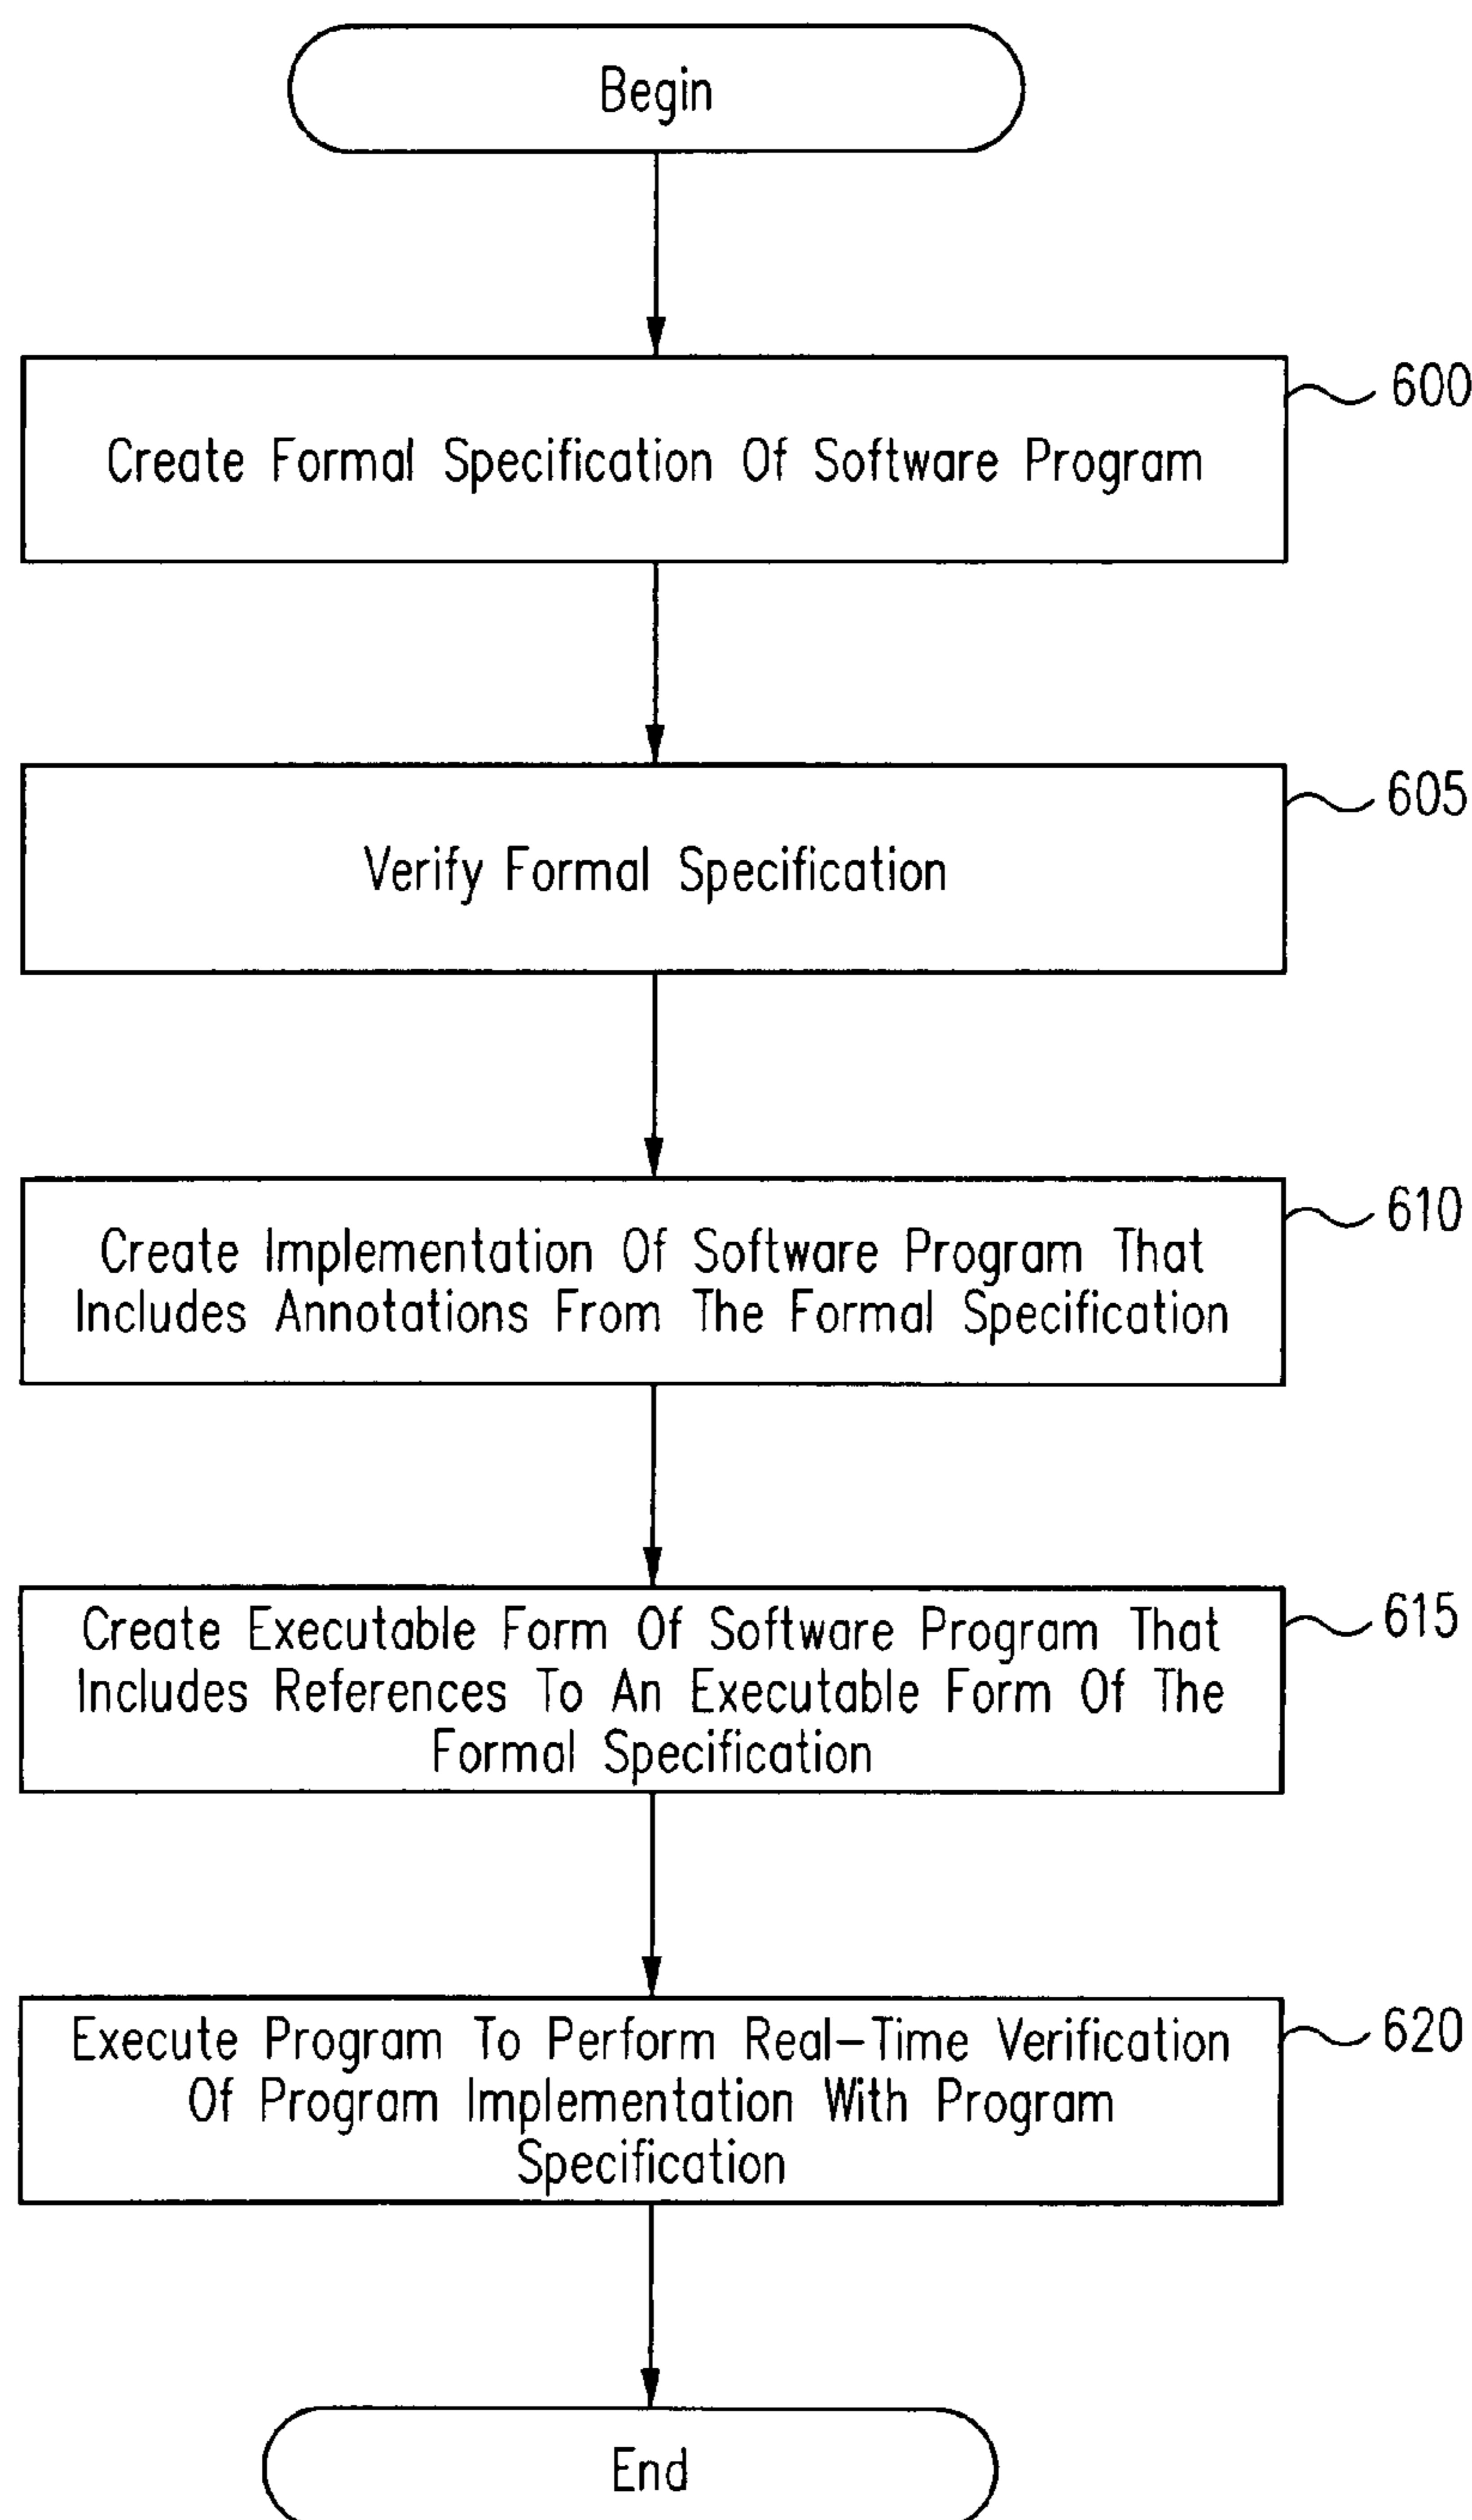 Begin
600
Create Formal Specification Of Software Program
605
Verify Formal Specification
610
Create Implementation Of Software Program That
Includes Annotations From The Formal Specification
615
Create Executable Form Of Software Program That
Includes References To An Executable Form Of The
Formal Specification
620
Execute Program To Perform Real-Time Verification
Of Program Implementation With Program
Specification
End